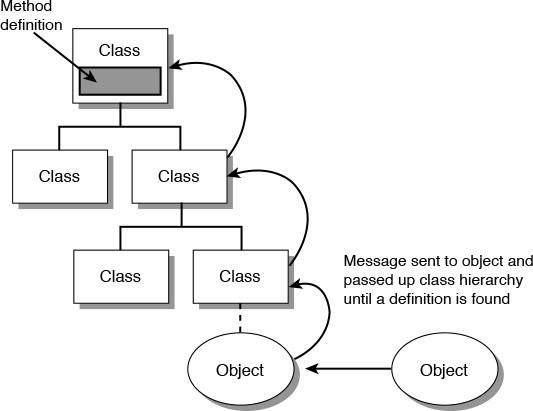 Method
definition
Class
Class
Class
Class
Class
Message sent to object and
passed up class hierarchy
until a definition is found
Object
Object